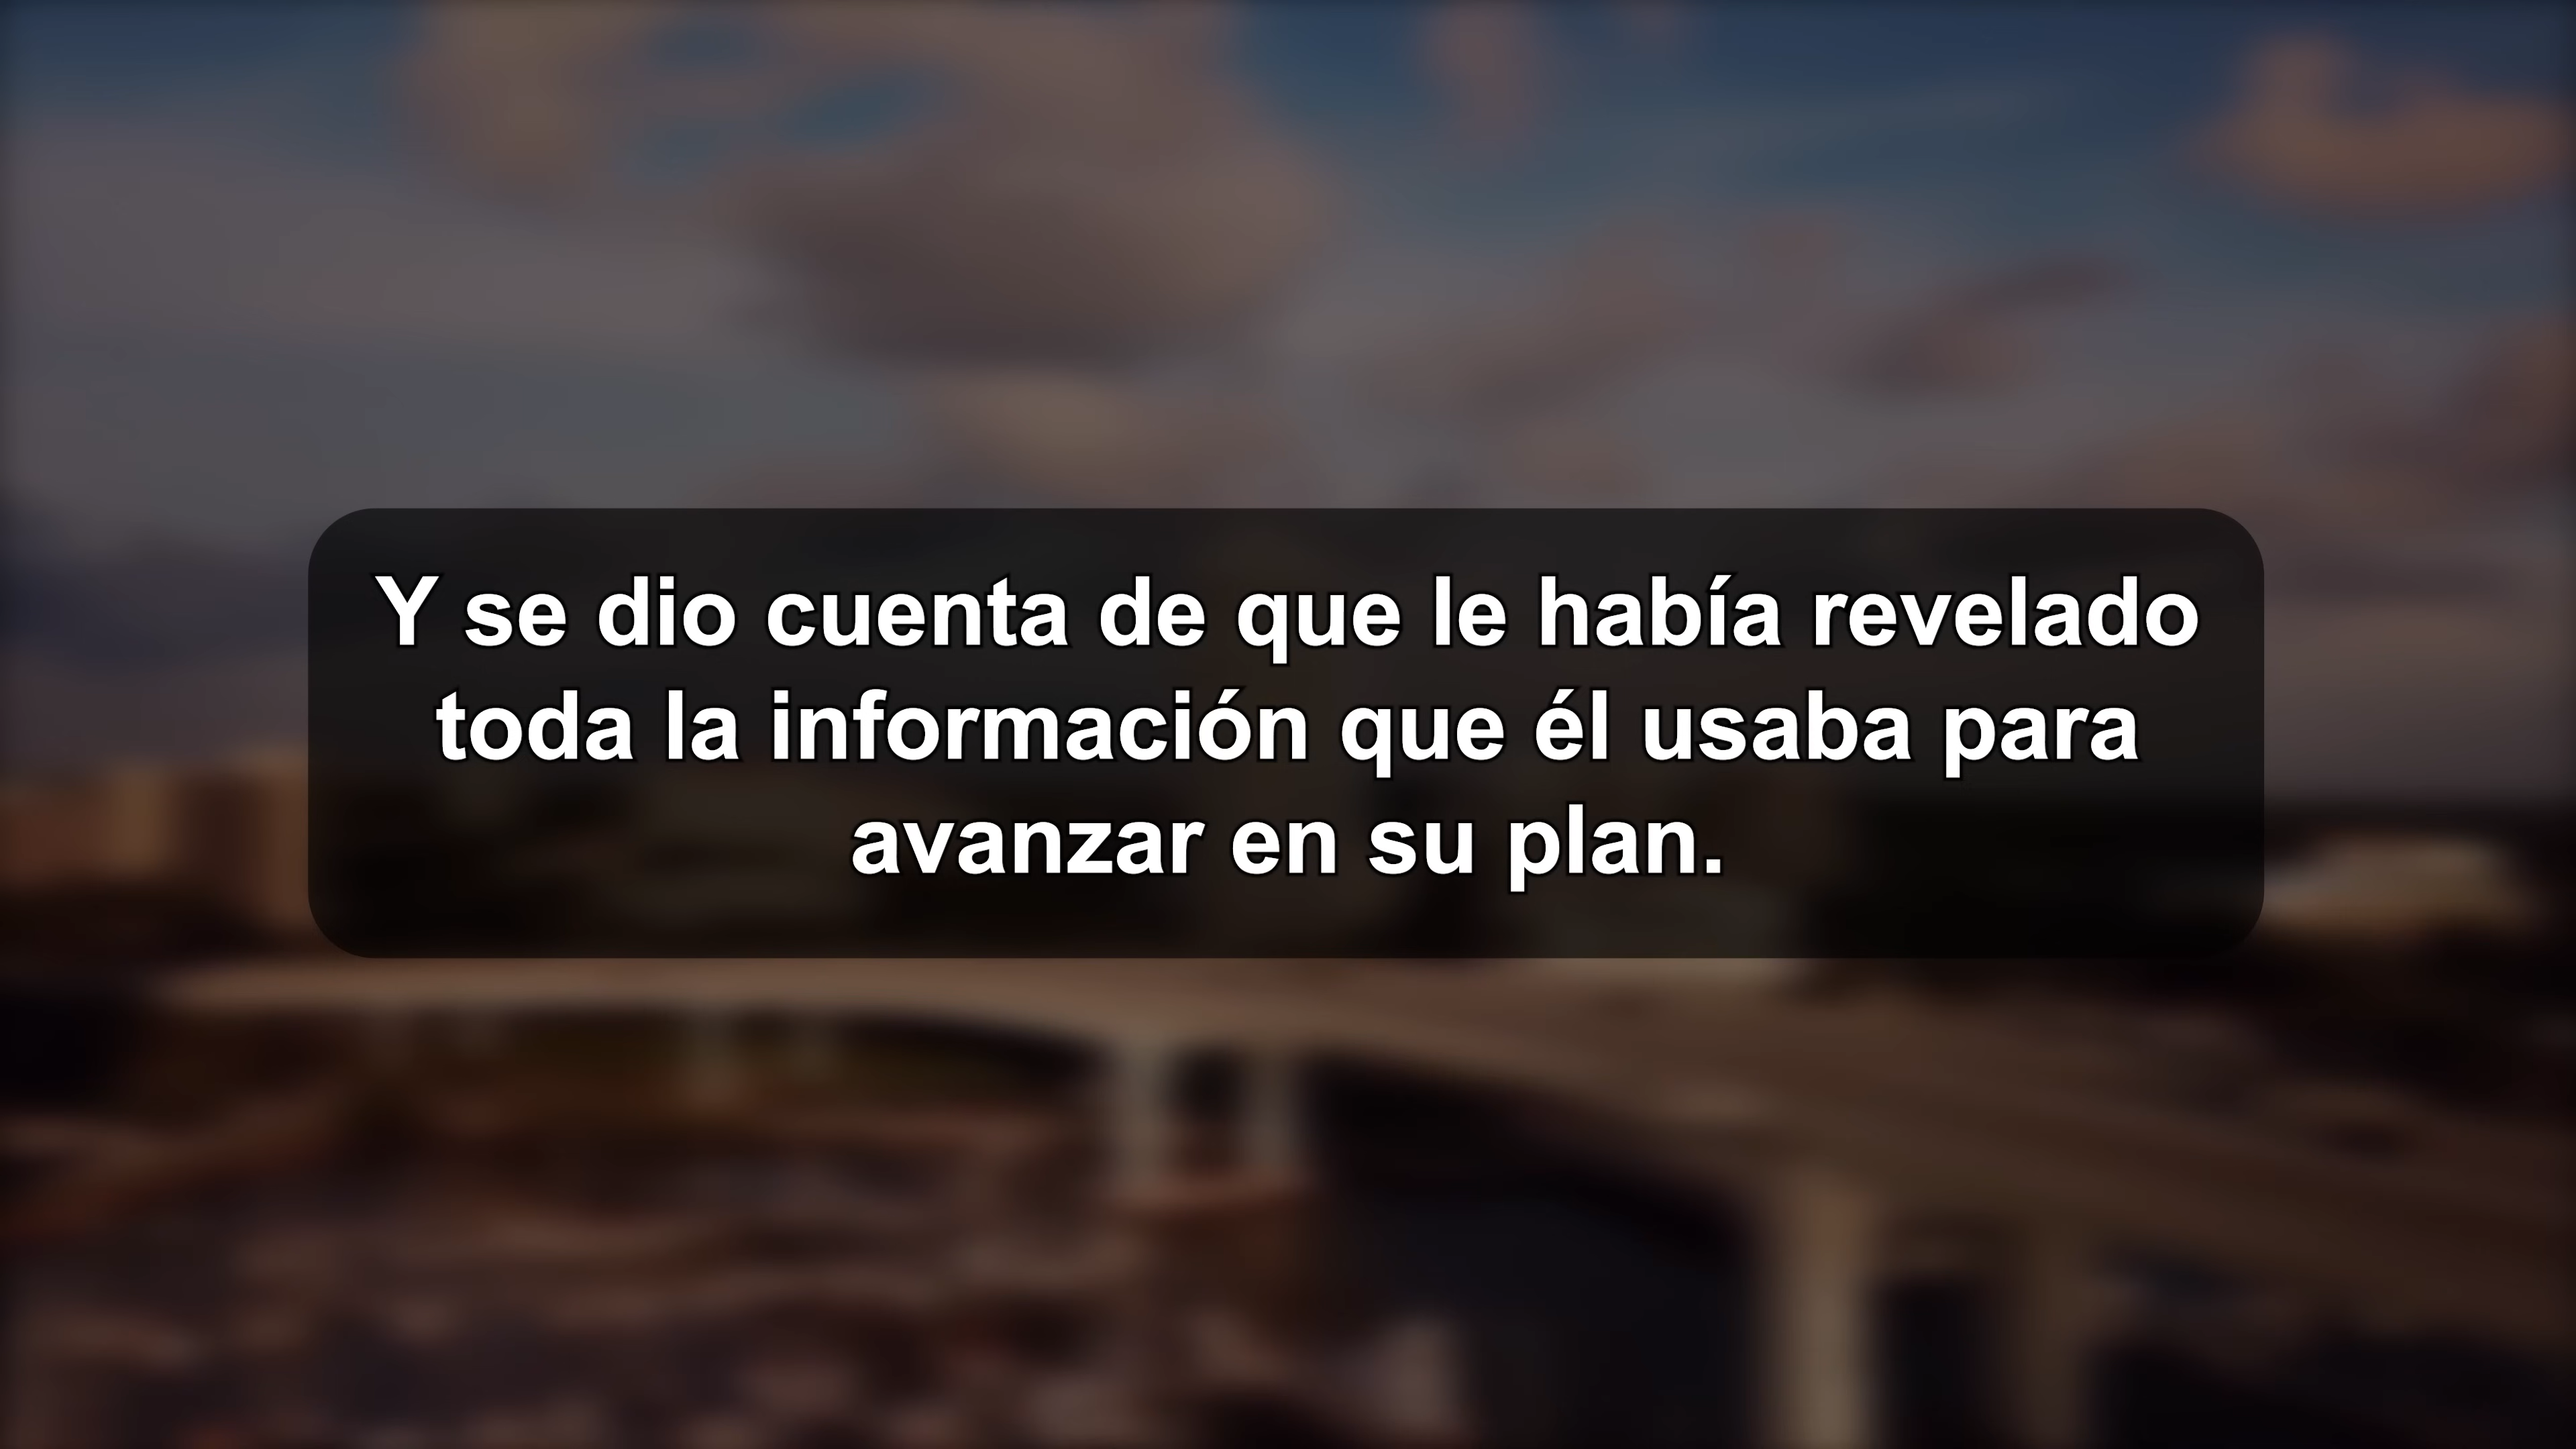 Y se dio cuenta de que le había revelado
toda la información que él usaba para
avanzar en su plan.